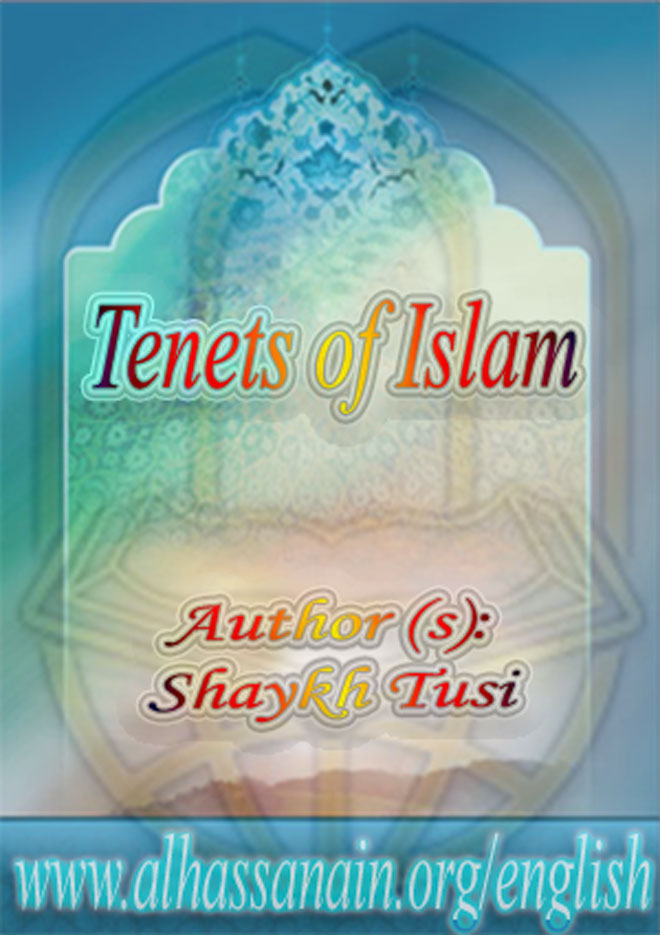 Tenets of Islam
Author (s):
Shaykh Tusi
www.alhassanain.org/english